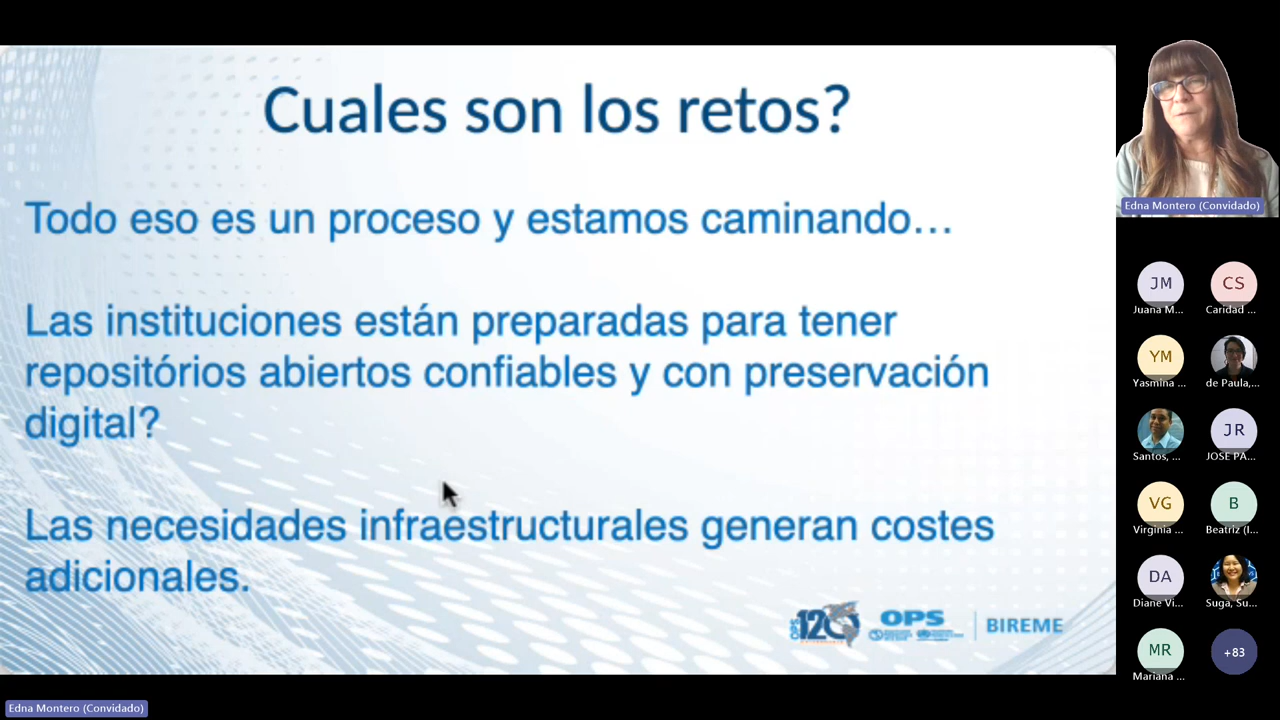 Cuales son los retos?
Todo eso es un proceso y estamos caminando...
Las instituciones están preparadas para tener
repositórios abiertos confiables y con preservación
digital?
Las necesidades infraestructurales generan costes
adicionales.
OPS 120
OPS
BIREME
Edna Montero (Convidado)
JM
Juana M...
CS
Caridad ...
YM
Yasmina ...
de Paula,...
Santos, ...
JR
JOSE PA...
VG
Virginia ...
B
Beatriz (I...
DA
Diane Vi...
Suga, Su...
MR
Mariana ...
+83
Edna Montero (Convidado)